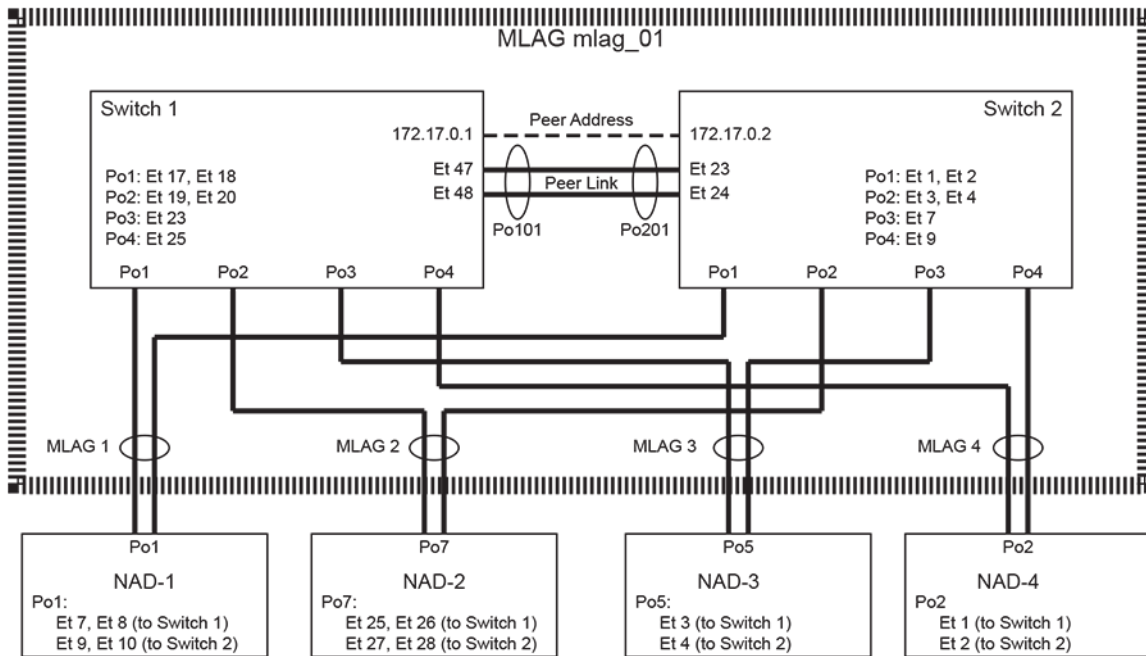 MLAG mlag_01
Switch 1
Switch 2
Peer Address
172.17.0.1
172.17.0.2
Et 47
Et 23
Peer Link
Et 48
Et 24
Po101
Po201
Po1: Et 17, Et 18
Po2: Et 19, Et 20
Po3: Et 23
Po4: Et 25
Po1: Et 1, Et 2
Po2: Et 3, Et 4
Po3: Et 7
Po4: Et 9
Po1
Po2
Po3
Po4
Po1
Po2
Po3
Po4
MLAG 1
MLAG 2
MLAG 3
MLAG 4
Po1
NAD-1
Po1:
Et 7, Et 8 (to Switch 1)
Et 9, Et 10 (to Switch 2)
Po7
NAD-2
Po7:
Et 25, Et 26 (to Switch 1)
Et 27, Et 28 (to Switch 2)
Po5
NAD-3
Po5:
Et 3 (to Switch 1)
Et 4 (to Switch 2)
Po2
NAD-4
Po2
Et 1 (to Switch 1)
Et 2 (to Switch 2)